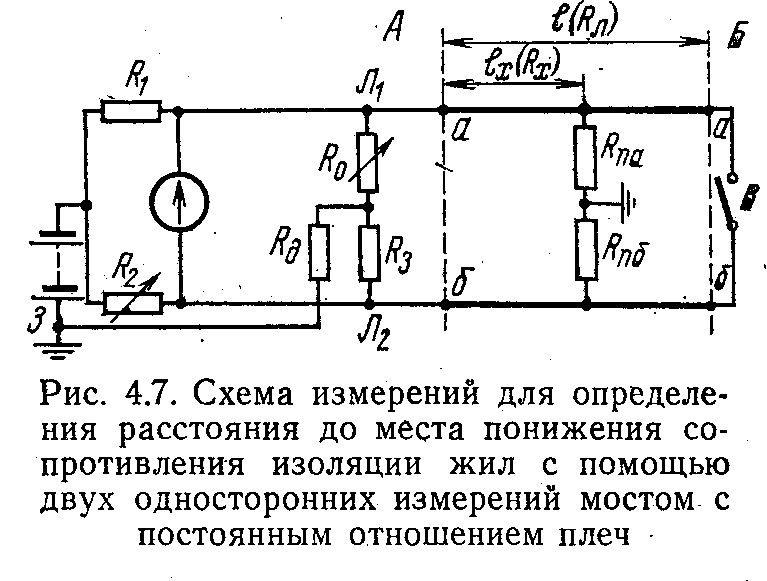 А
ℓ(Rл)
Б
ℓx(Rx)
R1
Л1
а
а
R0
Rпа
В
Rд
R3
Rпб
R2
б
б
З
Л2
Рис. 4.7. Схема измерений для определе-
ния расстояния до места понижения со-
противления изоляции жил с помощью
двух односторонних измерений мостом с
постоянным отношением плеч